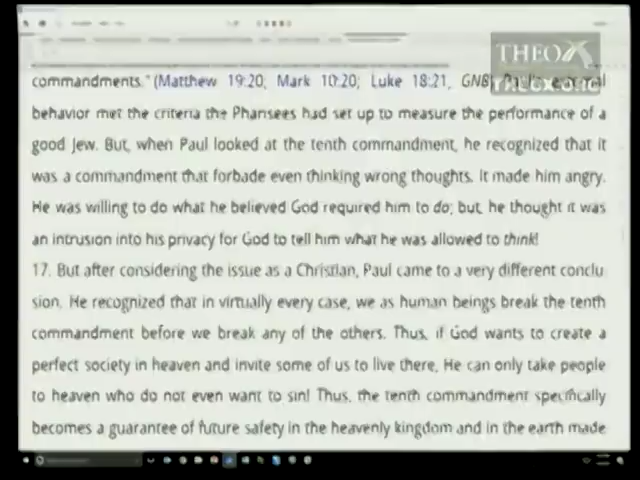 THEOX
THEOX.ORG
commandments." (Matthew 19:20; Mark 10:20; Luke 18:21, GNB) Paul's external
behavior met the criteria the Pharisees had set up to measure the performance of a
good Jew. But, when Paul looked at the tenth commandment, he recognized that it
was a commandment that forbade even thinking wrong thoughts. It made him angry.
He was willing to do what he believed God required him to do; but, he thought it was
an intrusion into his privacy for God to tell him what he was allowed to think!
17. But after considering the issue as a Christian, Paul came to a very different conclu
sion. He recognized that in virtually every case, we as human beings break the tenth
commandment before we break any of the others. Thus, if God wants to create a
perfect society in heaven and invite some of us to live there, He can only take people
to heaven who do not even want to sin! Thus, the tenth commandment specifically
becomes a guarantee of future safety in the heavenly kingdom and in the earth made